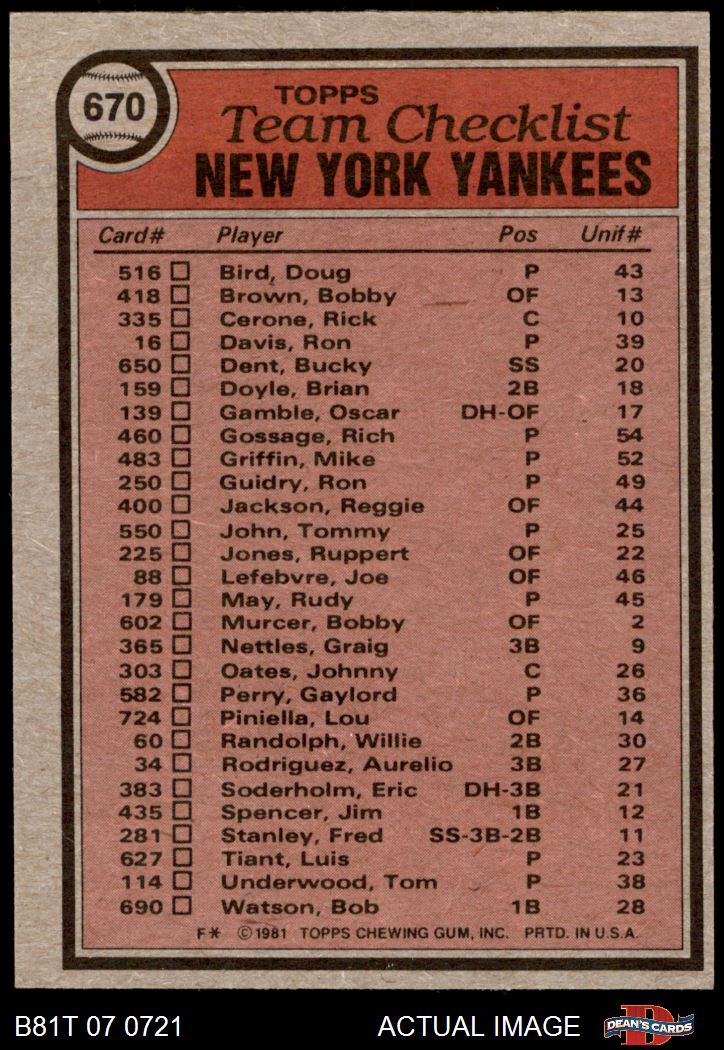 670
TOPPS
Team Checklist
NEW YORK YANKEES
Card# Player Pos Unif#
516 Bird, Doug P 43
418 Brown, Bobby OF 13
335 Cerone, Rick C 10
16 Davis, Ron P 39
650 Dent, Bucky SS 20
159 Doyle, Brian 2B 18
139 Gamble, Oscar DH-OF 17
460 Gossage, Rich P 54
483 Griffin, Mike P 52
250 Guidry, Ron P 49
400 Jackson, Reggie OF 44
550 John, Tommy P 25
225 Jones, Ruppert OF 22
88 Lefebvre, Joe OF 46
179 May, Rudy P 45
602 Murcer, Bobby OF 2
365 Nettles, Graig 3B 9
303 Oates, Johnny C 26
582 Perry, Gaylord P 36
724 Piniella, Lou OF 14
60 Randolph, Willie 2B 30
34 Rodriguez, Aurelio 3B 27
383 Soderholm, Eric DH-3B 21
435 Spencer, Jim 1B 12
281 Stanley, Fred SS-3B-2B 11
627 Tiant, Luis P 23
114 Underwood, Tom P 38
690 Watson, Bob 1B 28
F* ©1981 TOPPS CHEWING GUM, INC. PRTD. IN U.S.A.
B81T 07 0721 ACTUAL IMAGE D DEAN'S CARDS